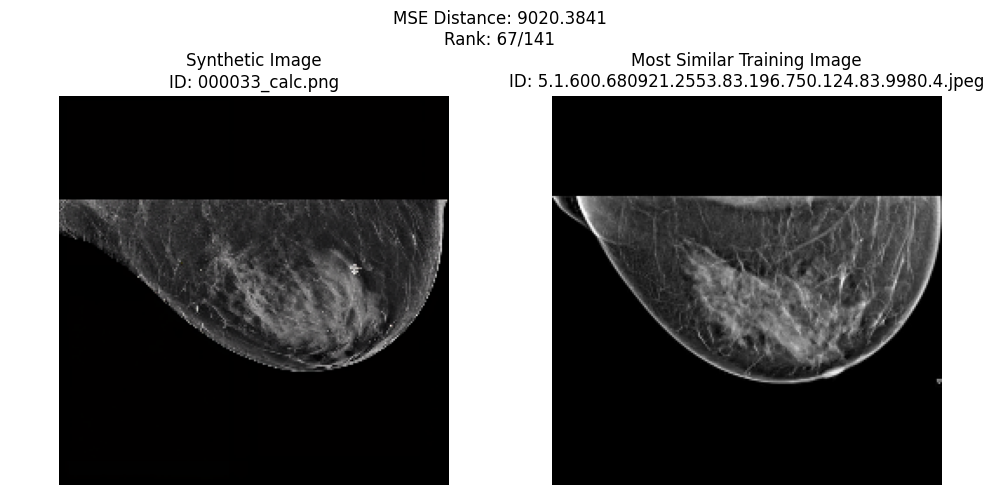 MSE Distance: 9020.3841
Rank: 67/141
Synthetic Image
ID: 000033_calc.png
Most Similar Training Image
ID: 5.1.600.680921.2553.83.196.750.124.83.9980.4.jpeg